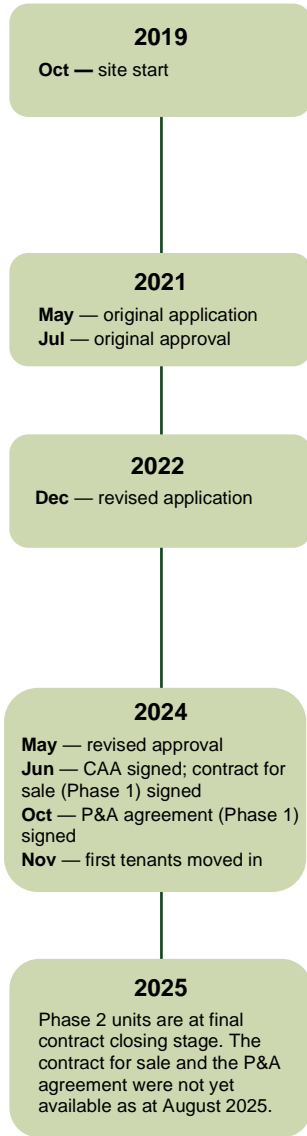 2019
Oct — site start
2021
May — original application
Jul — original approval
2022
Dec — revised application
2024
May — revised approval
Jun — CAA signed; contract for
sale (Phase 1) signed
Oct — P&A agreement (Phase 1)
signed
Nov — first tenants moved in
2025
Phase 2 units are at final
contract closing stage. The
contract for sale and the P&A
agreement were not yet
available as at August 2025.